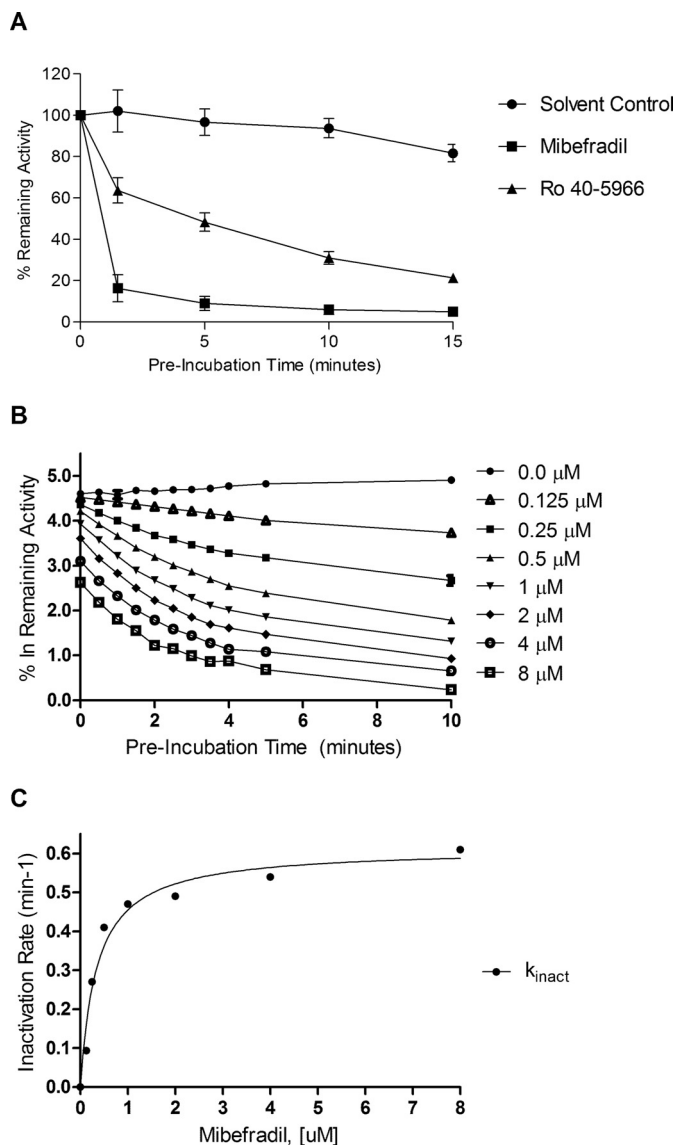 A
120
100
80
60
40
20
0
% Remaining Activity
0 5 10 15
Pre-Incubation Time (minutes)
Solvent Control
Mibefradil
Ro 40-5966
B
5.0
4.0
3.0
2.0
1.0
0.0
% ln Remaining Activity
0 2 4 6 8 10
Pre-Incubation Time (minutes)
0.0 μM
0.125 μM
0.25 μM
0.5 μM
1 μM
2 μM
4 μM
8 μM
C
0.6
0.5
0.4
0.3
0.2
0.1
0.0
Inactivation Rate (min-1)
0 1 2 3 4 5 6 7 8
Mibefradil, [uM]
kinact